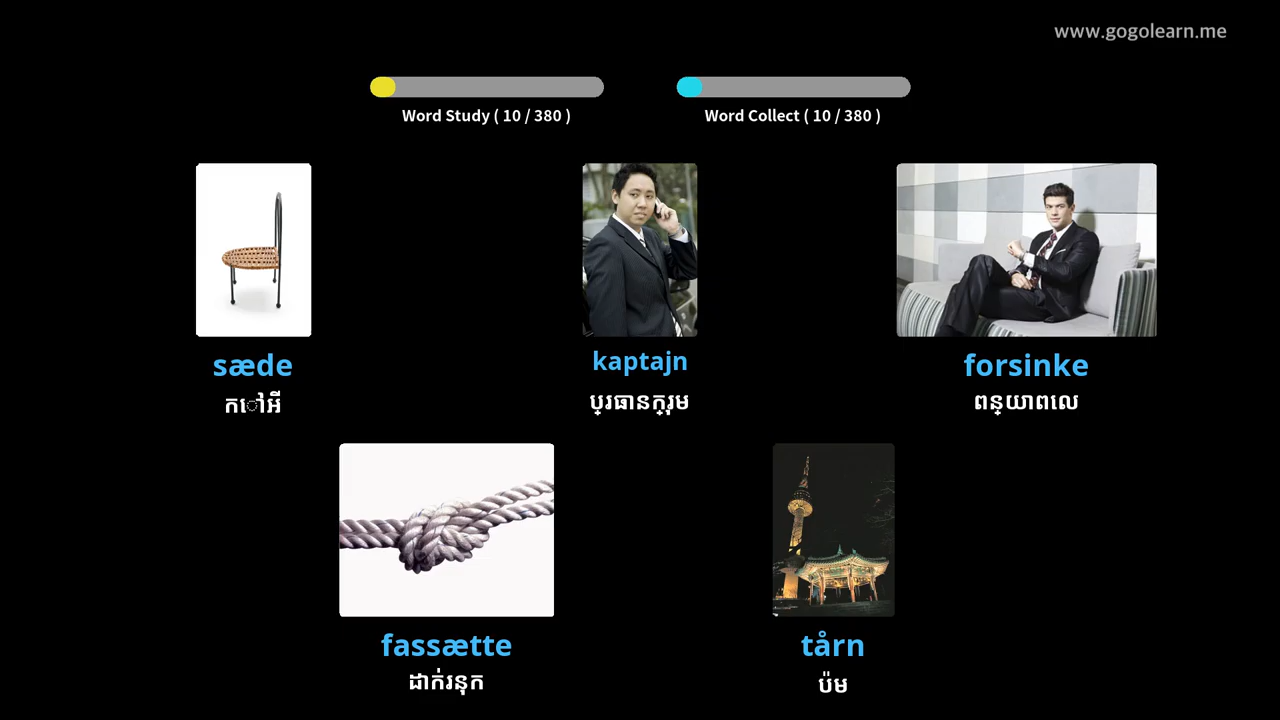 www.gogolearn.me
Word Study ( 10 / 380 )
Word Collect ( 10 / 380 )
sæde
កៅអី
kaptajn
ប្រធានក្រុម
forsinke
ពន្យាពេល
fassætte
ដាក់រនុក
tårn
ប៉ម